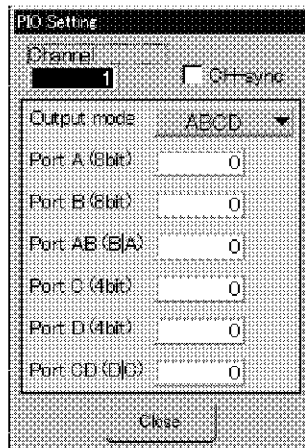 PIO Setting
Channel
1
CH-sync
Output mode ABCD
Port A (8bit) 0
Port B (8bit) 0
Port AB (B|A) 0
Port C (4bit) 0
Port D (4bit) 0
Port CD (D|C) 0
Close